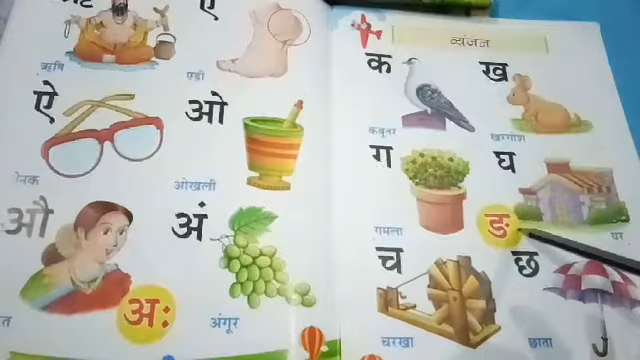 ऋषि
ए
एडी
ऐ
ऐनक
ओ
ओखली
औ
अं
अंगूर
अः
व्यंजन
क
कबूतर
ख
खरगोश
ग
गमला
घ
घर
ङ
च
चरखा
छ
छाता